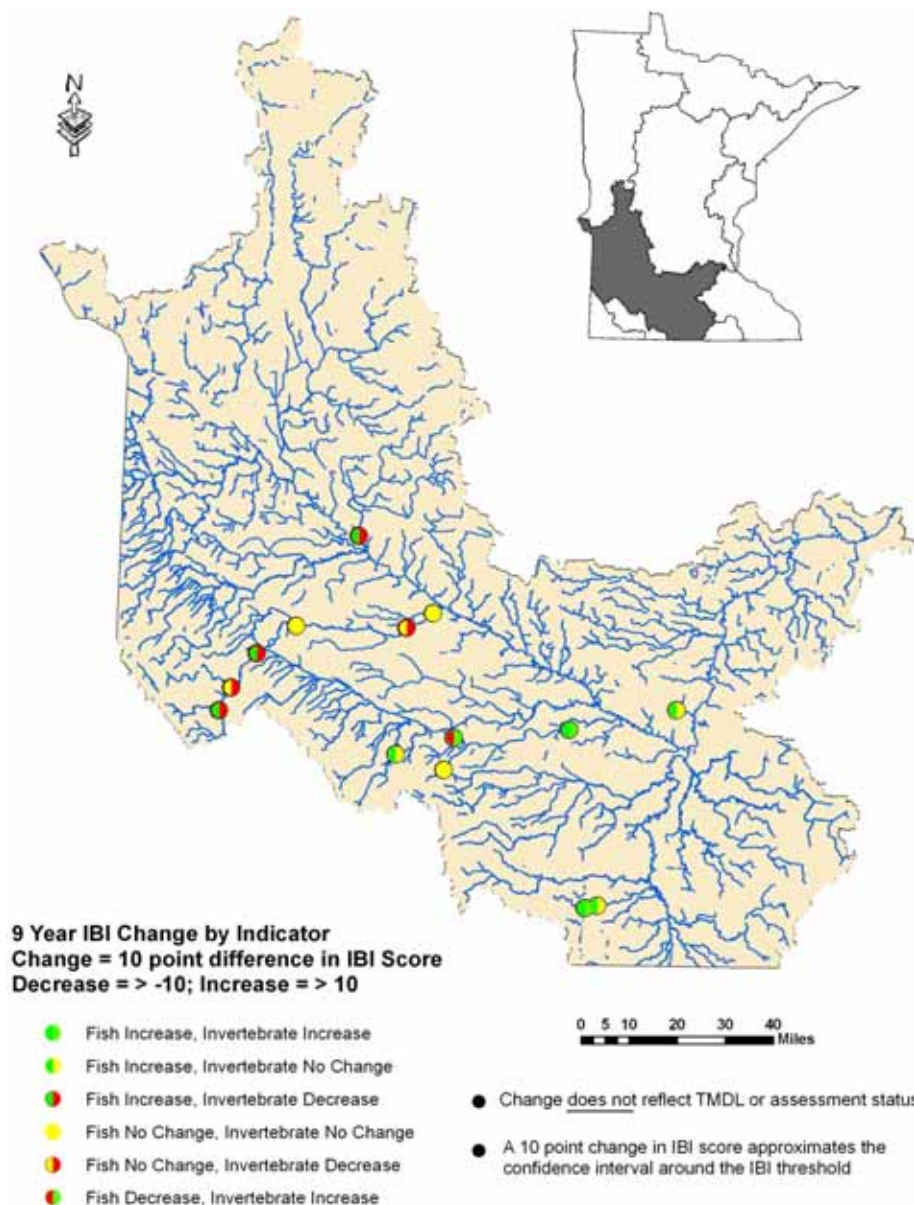 N
9 Year IBI Change by Indicator
Change = 10 point difference in IBI Score
Decrease = > -10; Increase = > 10
Fish Increase, Invertebrate Increase
Fish Increase, Invertebrate No Change
Fish Increase, Invertebrate Decrease
Fish No Change, Invertebrate No Change
Fish No Change, Invertebrate Decrease
Fish Decrease, Invertebrate Increase
0 5 10 20 30 40
Miles
Change does not reflect TMDL or assessment status
A 10 point change in IBI score approximates the
confidence interval around the IBI threshold